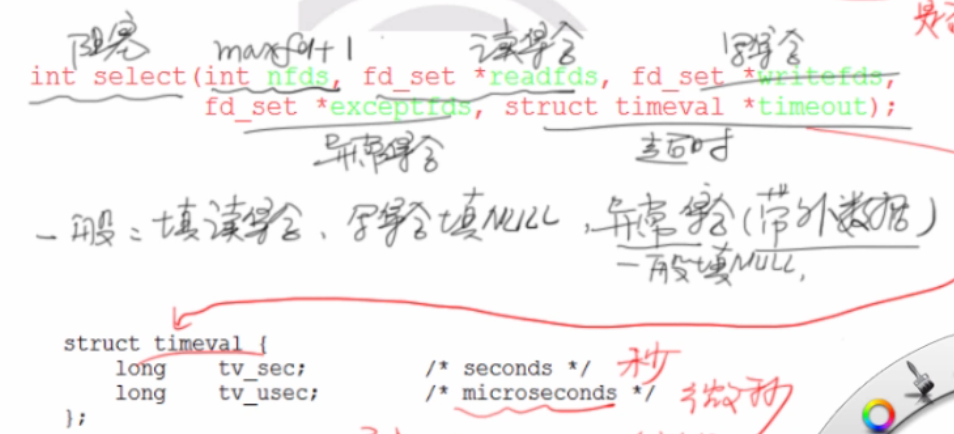 是否
阻塞 maxfd+1 读集合 写集合
int select(int nfds, fd_set *readfds, fd_set *writefds,
fd_set *exceptfds, struct timeval *timeout);
异常集合 超时
一般：填读集合、写集合填NULL，异常集合(带外数据)
一般填NULL,
struct timeval {
long tv_sec; /* seconds */ 秒
long tv_usec; /* microseconds */ 微秒
};